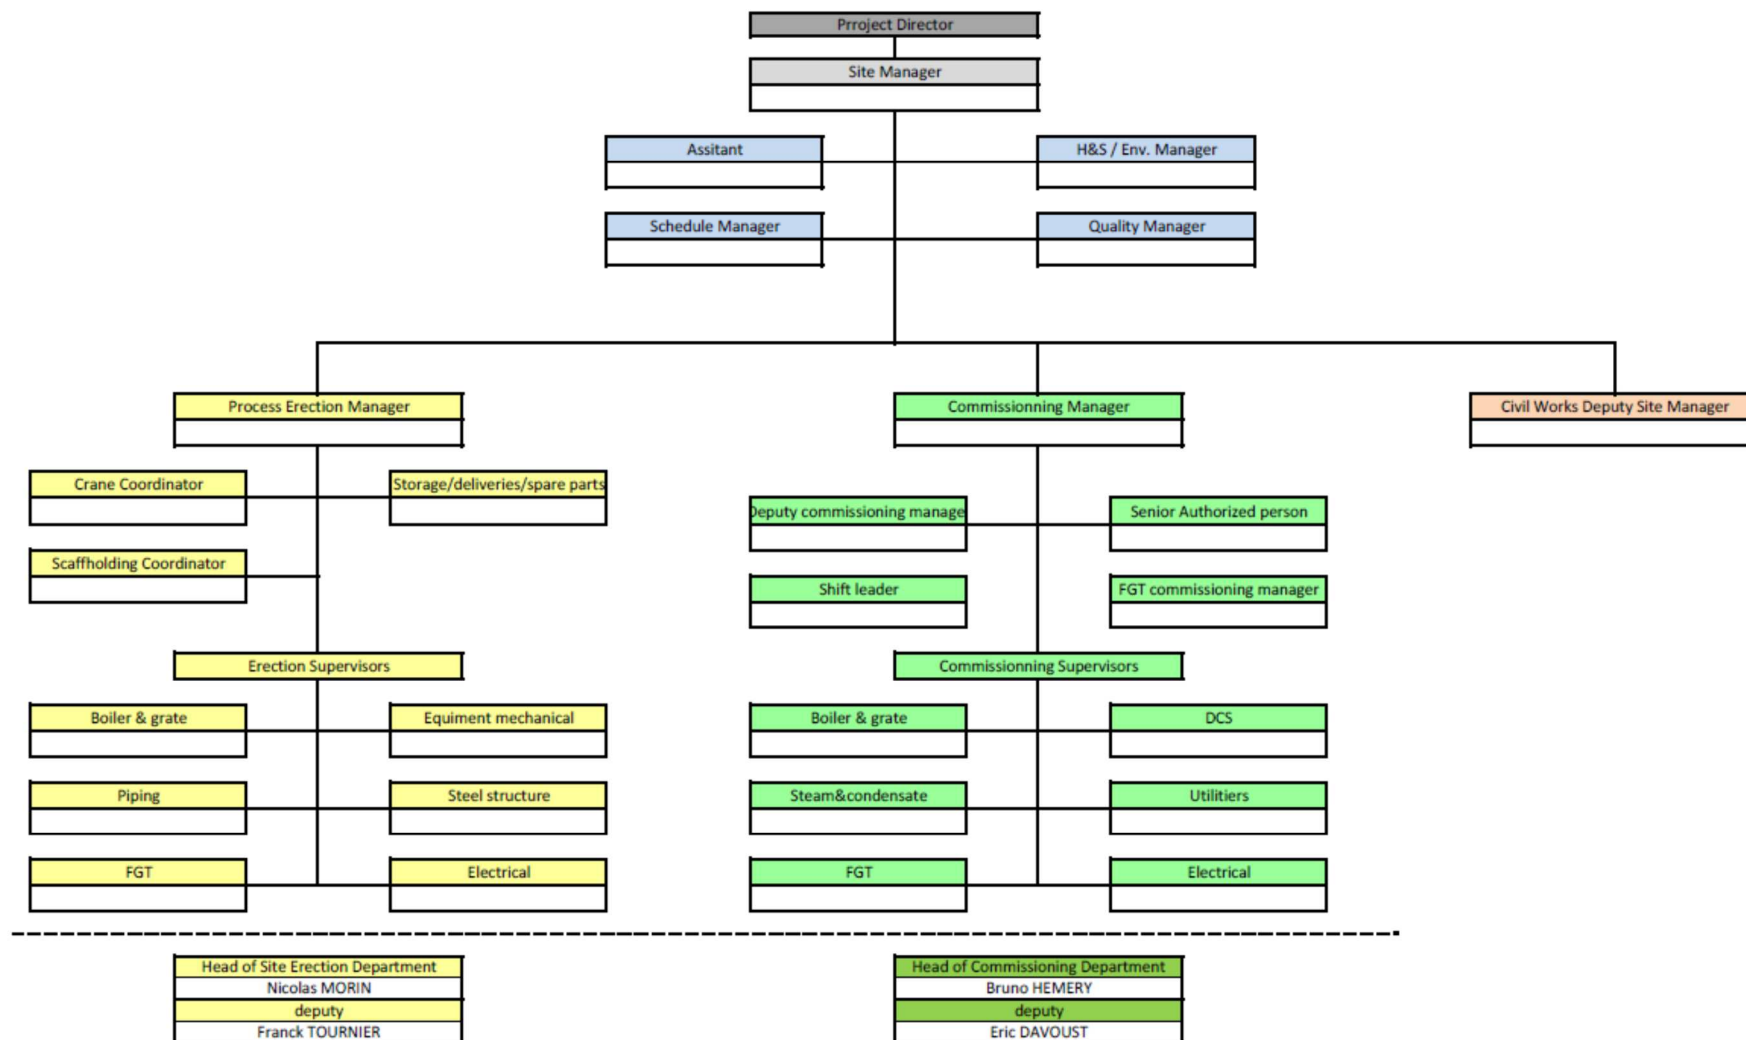 Prroject Director
Site Manager
Assitant
H&S / Env. Manager
Schedule Manager
Quality Manager
Process Erection Manager
Commissionning Manager
Civil Works Deputy Site Manager
Crane Coordinator
Storage/deliveries/spare parts
Deputy commissioning manage
Senior Authorized person
Scaffholding Coordinator
Shift leader
FGT commissioning manager
Erection Supervisors
Commissionning Supervisors
Boiler & grate
Equiment mechanical
Boiler & grate
DCS
Piping
Steel structure
Steam&condensate
Utilitiers
FGT
Electrical
FGT
Electrical
Head of Site Erection Department
Nicolas MORIN
deputy
Franck TOURNIER
Head of Commissioning Department
Bruno HEMERY
deputy
Eric DAVOUST